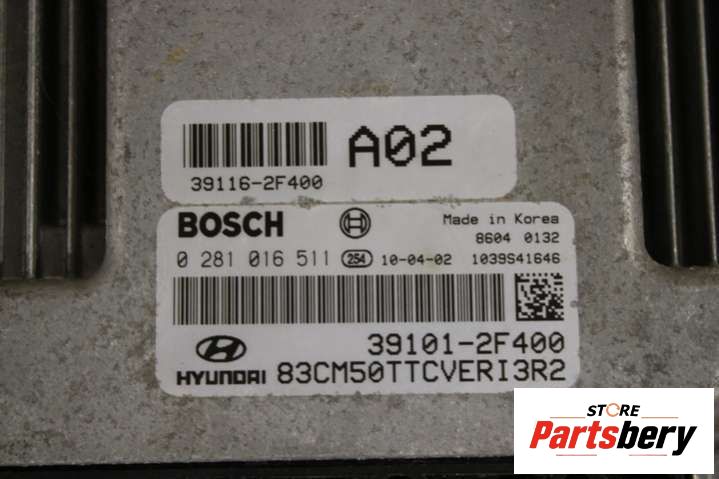 A02
39116-2F400
BOSCH
Made in Korea
8604 0132
0 281 016 511 254 10-04-02 1039S41646
39101-2F400
HYUNDAI 83CM50TTCVERI3R2
STORE
Partsbery